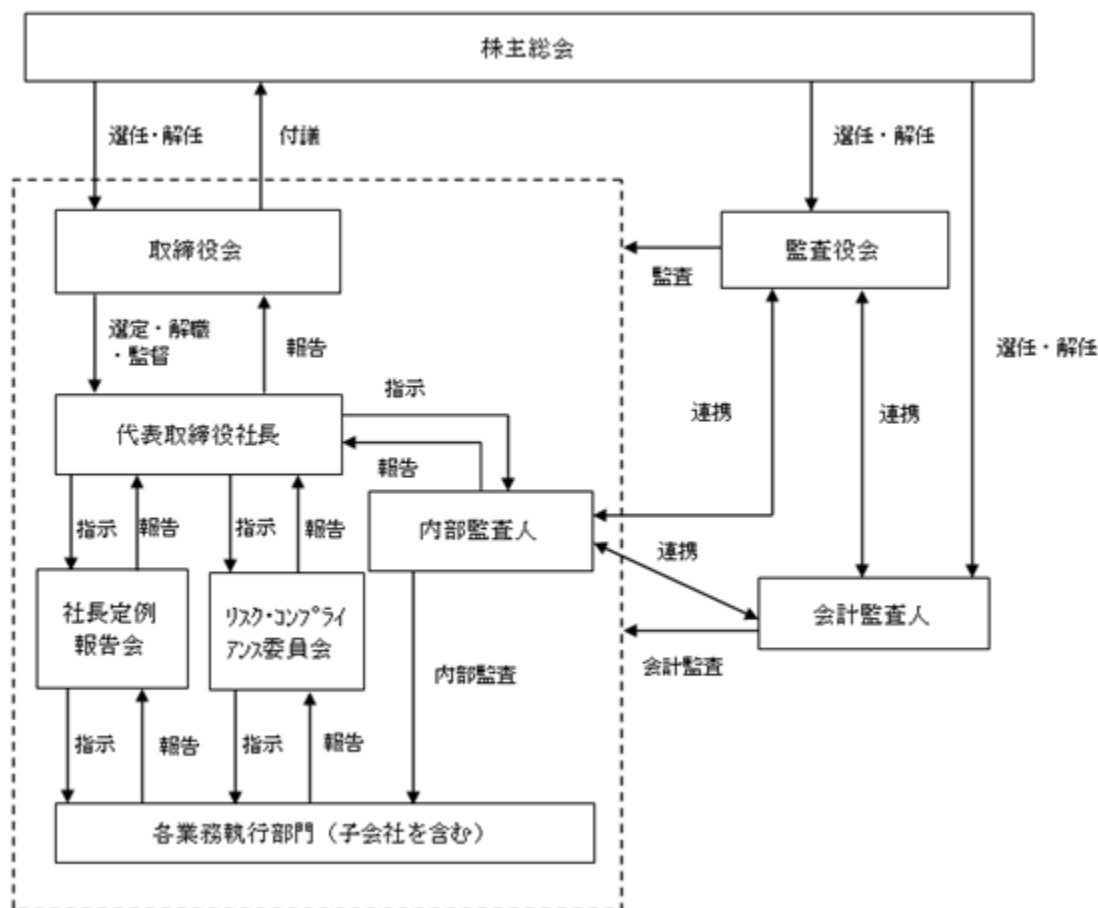 株主総会
選任・解任
付議
選任・解任
取締役会
監査役会
監査
選定・解職
・監督
報告
選任・解任
指示
連携
連携
代表取締役社長
報告
内部監査人
指示
報告
指示
報告
連携
社長定例
報告会
リスク・コンプライ
アンス委員会
会計監査人
会計監査
内部監査
指示
報告
指示
報告
各業務執行部門（子会社を含む）